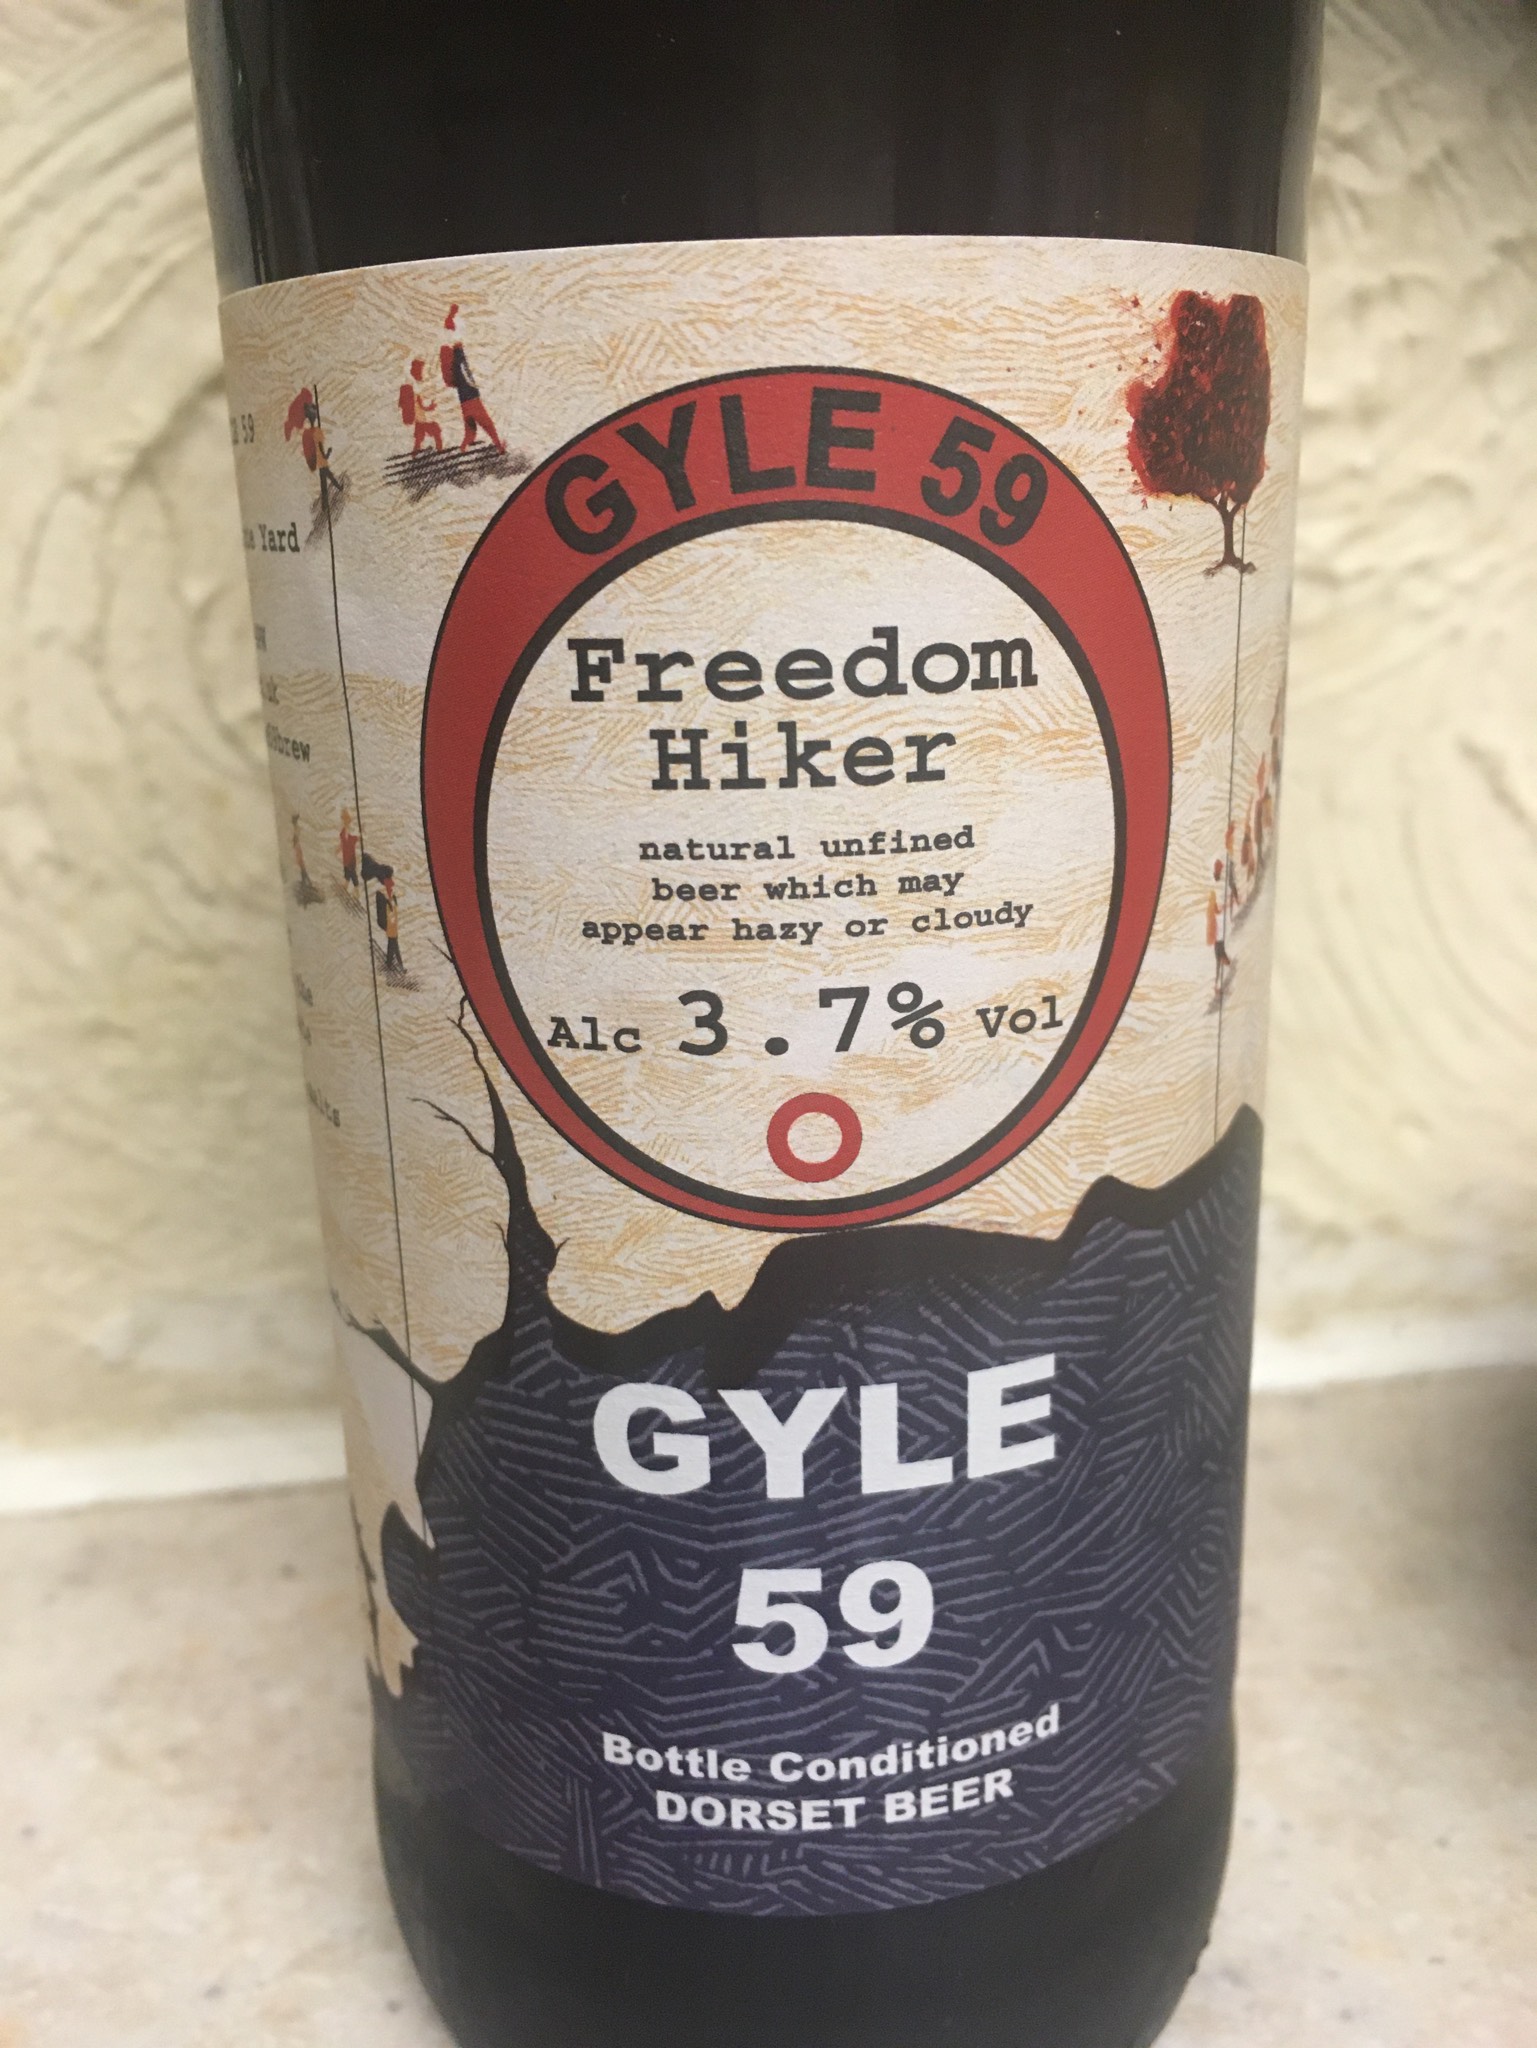 GYLE 59
Freedom
Hiker
natural unfined
beer which may
appear hazy or cloudy
Alc 3.7% Vol
GYLE
59
Bottle Conditioned
DORSET BEER
59
Yard